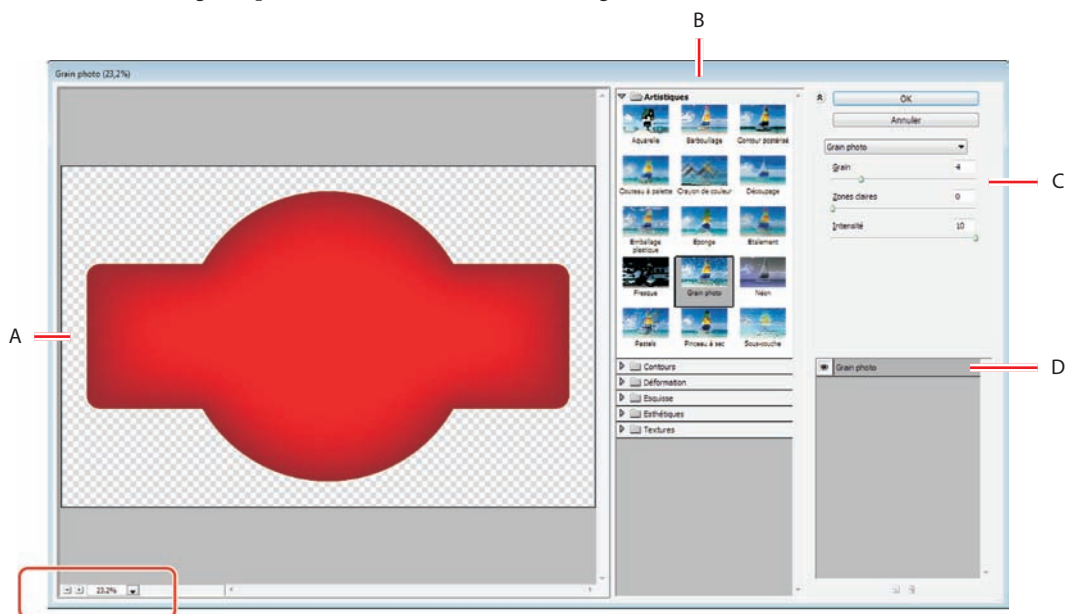 B
Grain photo (23,2%)
Artistiques
Aquarelle
Barbouillage
Contour postérisé
Couteau à palette
Crayon de couleur
Découpage
Emballage
plastique
Eponge
Etalement
Fresque
Grain photo
Néon
Pastels
Pinceau à sec
Sous-couche
Contours
Déformation
Esquisse
Esthétiques
Textures
OK
Annuler
Grain photo
Grain 4
Zones claires 0
Intensité 10
C
A
Grain photo
D
23.2%